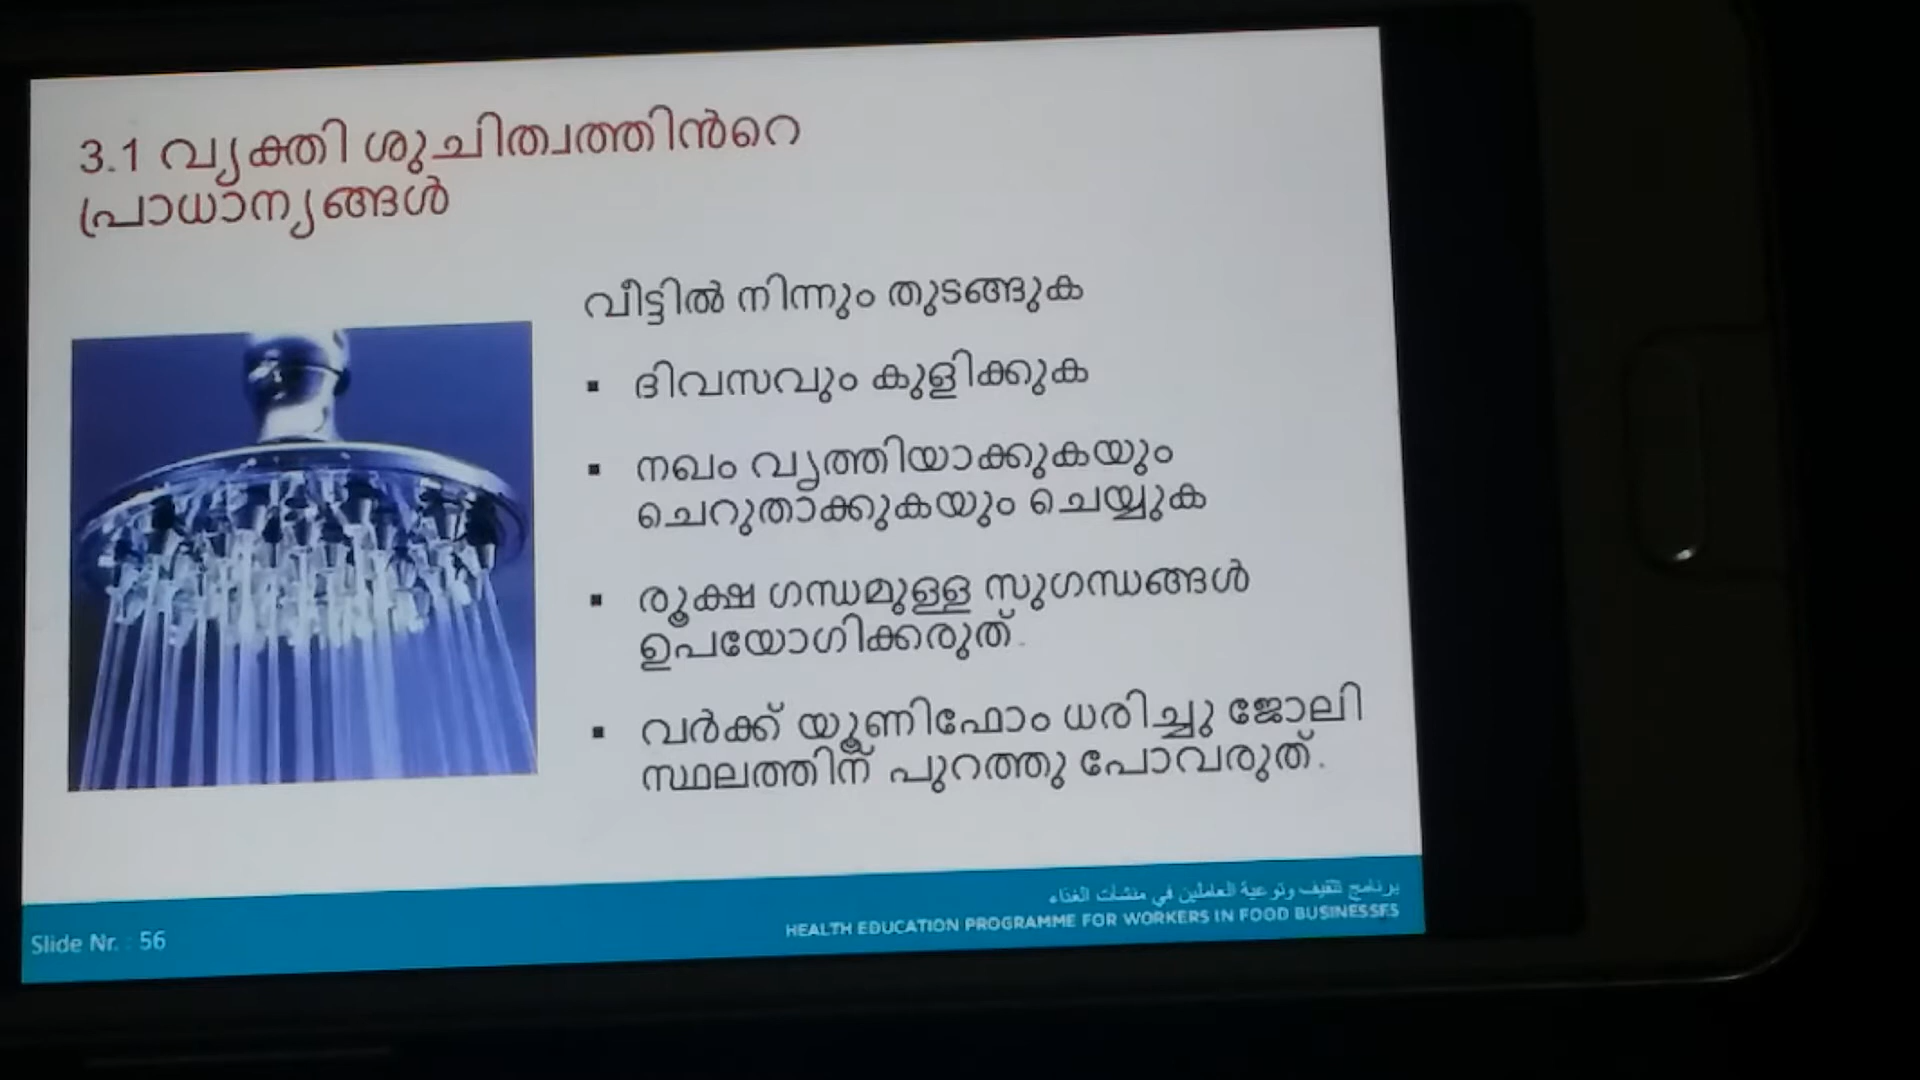 3.1 വ്യക്തി ശുചിത്വത്തിൻറെ
പ്രാധാന്യങ്ങൾ
വീട്ടിൽ നിന്നും തുടങ്ങുക
▪ ദിവസവും കുളിക്കുക
▪ നഖം വൃത്തിയാക്കുകയും
ചെറുതാക്കുകയും ചെയ്യുക
▪ രൂക്ഷ ഗന്ധമുള്ള സുഗന്ധങ്ങൾ
ഉപയോഗിക്കരുത്.
▪ വർക്ക് യൂണിഫോം ധരിച്ചു ജോലി
സ്ഥലത്തിന് പുറത്തു പോവരുത്.
برنامج تثقيف وتوعية العاملين في منشآت الغذاء
HEALTH EDUCATION PROGRAMME FOR WORKERS IN FOOD BUSINESSES
Slide Nr. : 56